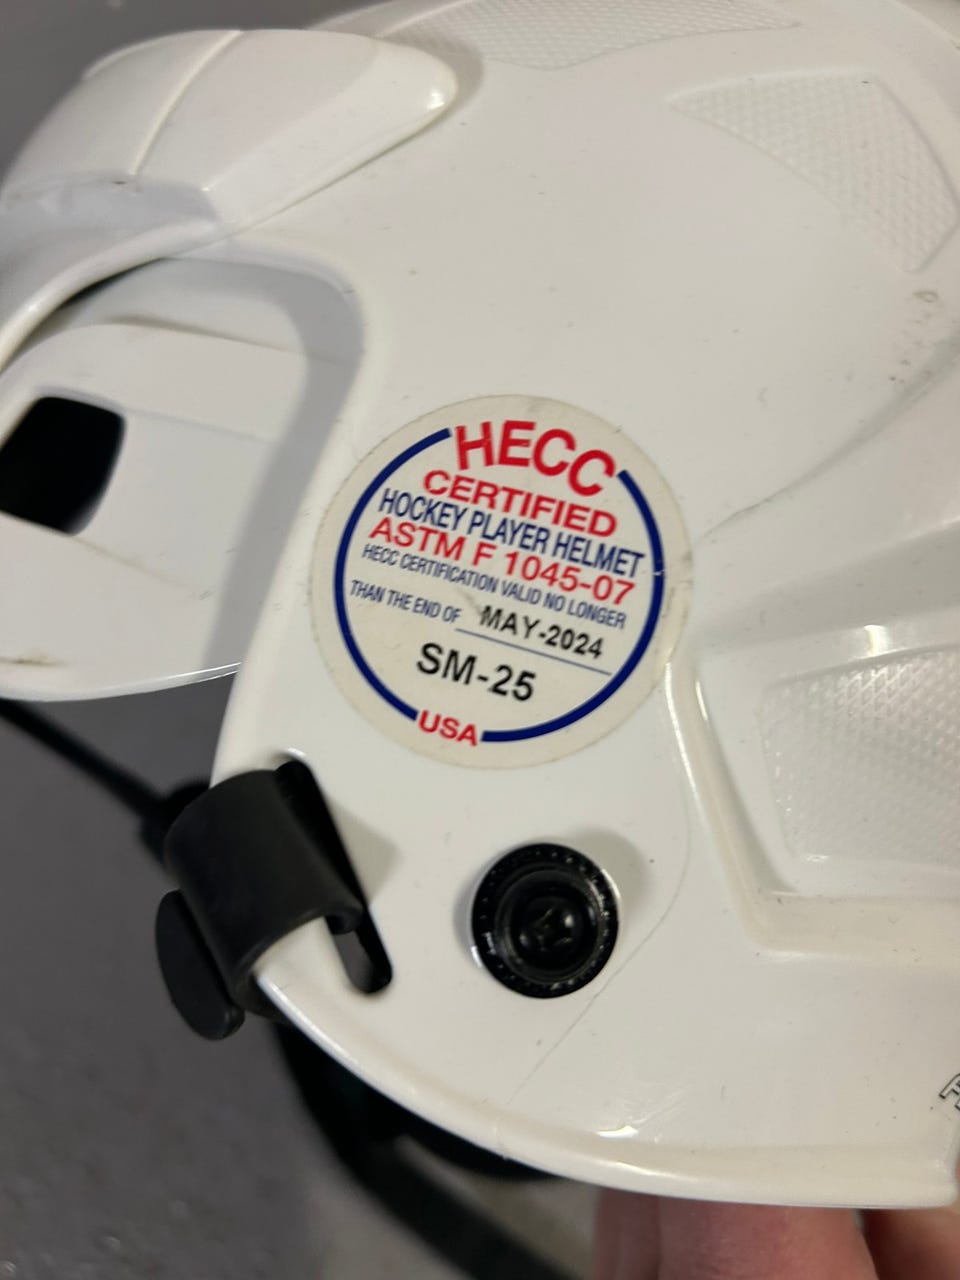 HECC
CERTIFIED
HOCKEY PLAYER HELMET
ASTM F 1045-07
HECC CERTIFICATION VALID NO LONGER
THAN THE END OF MAY-2024
SM-25
USA